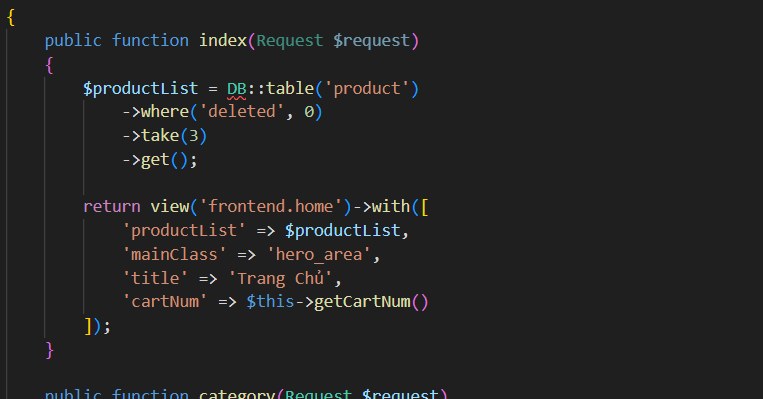 {
    public function index(Request $request)
    {
        $productList = DB::table('product')
            ->where('deleted', 0)
            ->take(3)
            ->get();

        return view('frontend.home')->with([
            'productList' => $productList,
            'mainClass' => 'hero_area',
            'title' => 'Trang Chủ',
            'cartNum' => $this->getCartNum()
        ]);
    }

    public function category(Request $request)